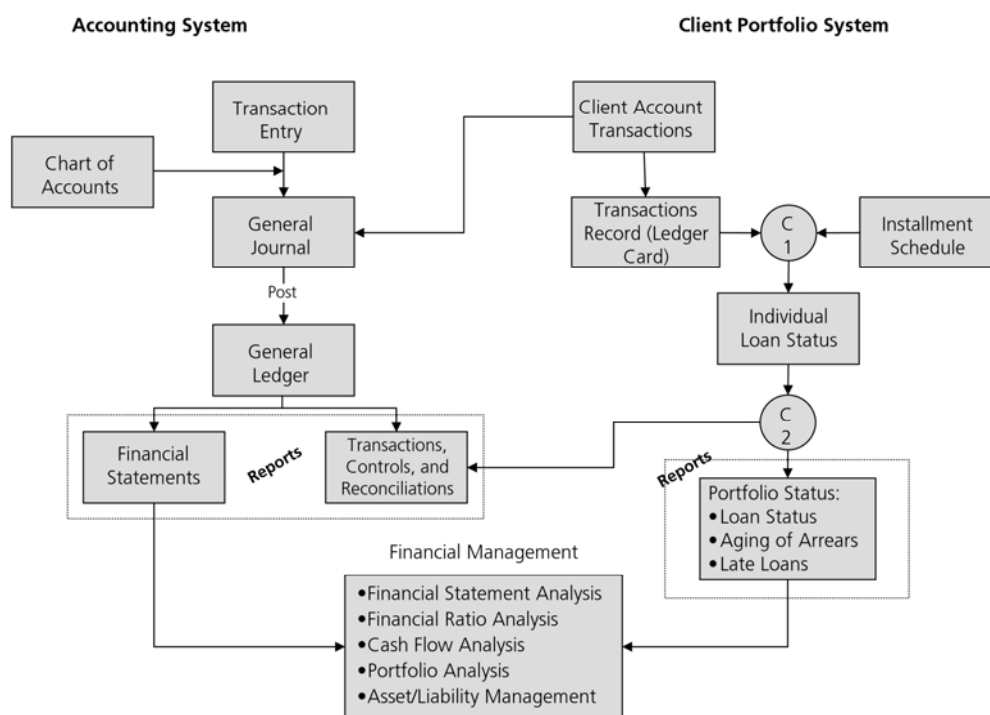 Accounting System
Client Portfolio System
Transaction
Entry
Client Account
Transactions
Chart of
Accounts
General
Journal
Transactions
Record (Ledger
Card)
C
1
Installment
Schedule
Post
Individual
Loan Status
General
Ledger
C
2
Financial
Statements
Reports
Transactions,
Controls, and
Reconciliations
Reports
Portfolio Status:
•Loan Status
•Aging of Arrears
•Late Loans
Financial Management
•Financial Statement Analysis
•Financial Ratio Analysis
•Cash Flow Analysis
•Portfolio Analysis
•Asset/Liability Management